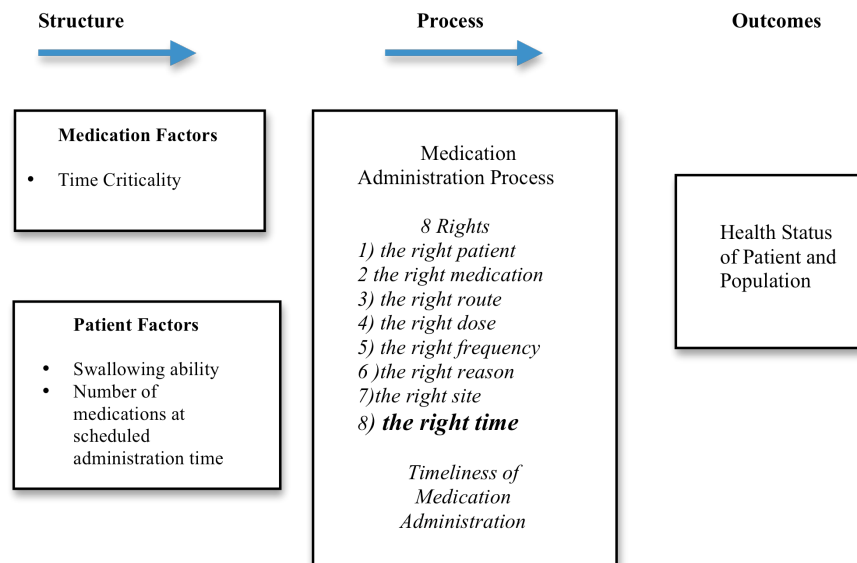 Structure
Process
Outcomes
Medication Factors
• Time Criticality
Patient Factors
• Swallowing ability
• Number of
medications at
scheduled
administration time
Medication
Administration Process
8 Rights
1) the right patient
2 the right medication
3) the right route
4) the right dose
5) the right frequency
6 )the right reason
7)the right site
8) the right time
Timeliness of
Medication
Administration
Health Status
of Patient and
Population